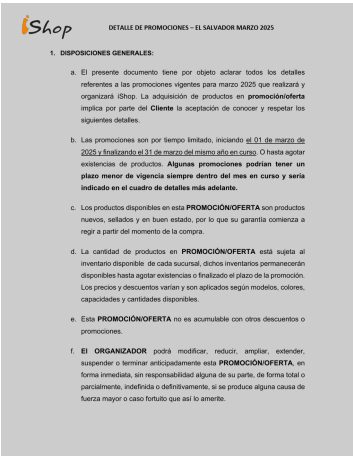 iShop
DETALLE DE PROMOCIONES – EL SALVADOR MARZO 2025
1. DISPOSICIONES GENERALES:
a. El presente documento tiene por objeto aclarar todos los detalles
referentes a las promociones vigentes para marzo 2025 que realizará y
organizará iShop. La adquisición de productos en promoción/oferta
implica por parte del Cliente la aceptación de conocer y respetar los
siguientes detalles.
b. Las promociones son por tiempo limitado, iniciando el 01 de marzo de
2025 y finalizando el 31 de marzo del mismo año en curso. O hasta agotar
existencias de productos. Algunas promociones podrían tener un
plazo menor de vigencia siempre dentro del mes en curso y sería
indicado en el cuadro de detalles más adelante.
c. Los productos disponibles en esta PROMOCIÓN/OFERTA son productos
nuevos, sellados y en buen estado, por lo que su garantía comienza a
regir a partir del momento de la compra.
d. La cantidad de productos en PROMOCIÓN/OFERTA está sujeta al
inventario disponible de cada sucursal, dichos inventarios permanecerán
disponibles hasta agotar existencias o finalizado el plazo de la promoción.
Los precios y descuentos varían y son aplicados según modelos, colores,
capacidades y cantidades disponibles.
e. Esta PROMOCIÓN/OFERTA no es acumulable con otros descuentos o
promociones.
f. El ORGANIZADOR podrá modificar, reducir, ampliar, extender,
suspender o terminar anticipadamente esta PROMOCIÓN/OFERTA, en
forma inmediata, sin responsabilidad alguna de su parte, de forma total o
parcialmente, indefinida o definitivamente, si se produce alguna causa de
fuerza mayor o caso fortuito que así lo amerite.